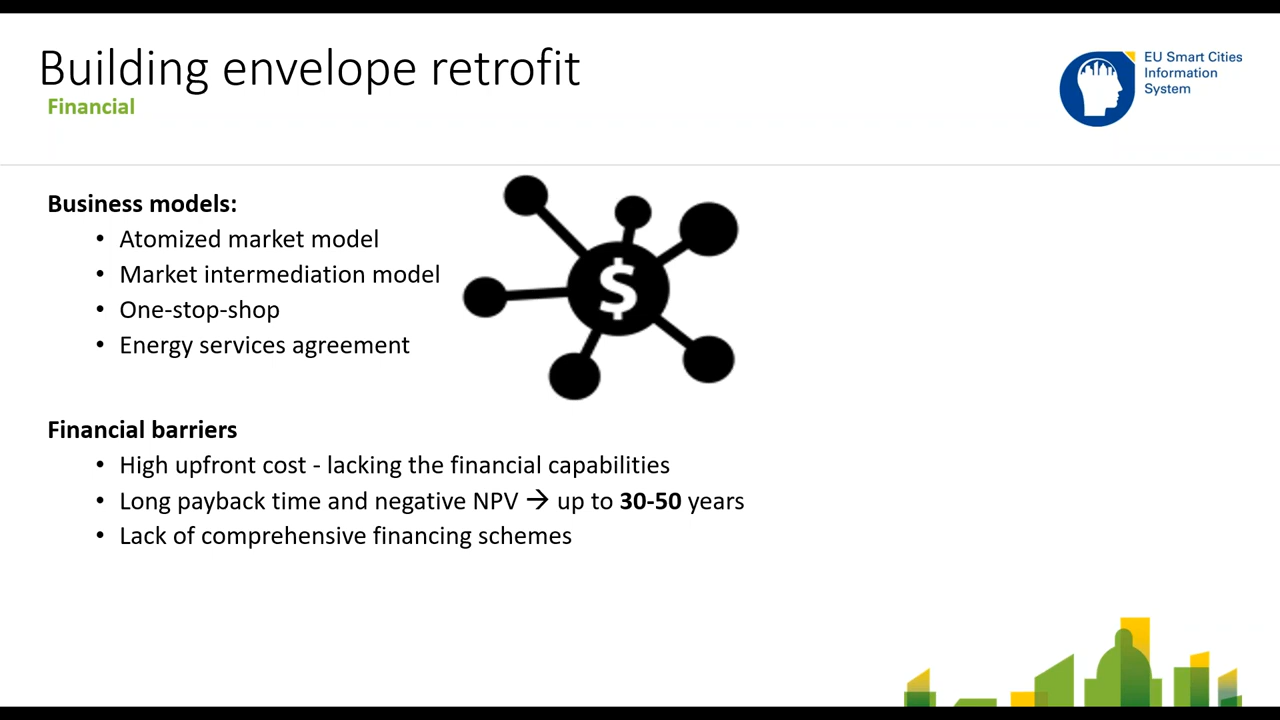 Building envelope retrofit
Financial
EU Smart Cities
Information
System
Business models:
• Atomized market model
• Market intermediation model
• One-stop-shop
• Energy services agreement
$
Financial barriers
• High upfront cost - lacking the financial capabilities
• Long payback time and negative NPV → up to 30-50 years
• Lack of comprehensive financing schemes